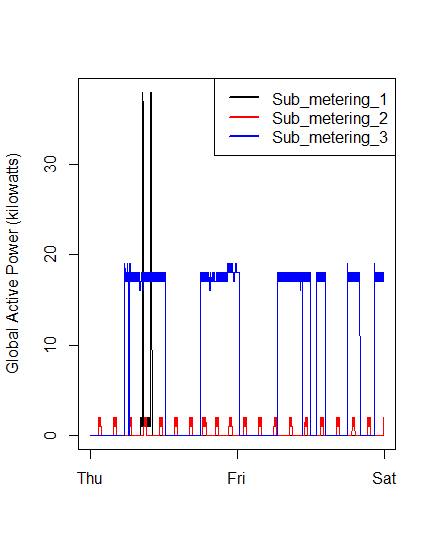 Sub_metering_1
Sub_metering_2
Sub_metering_3
Global Active Power (kilowatts)
30
20
10
0
Thu Fri Sat